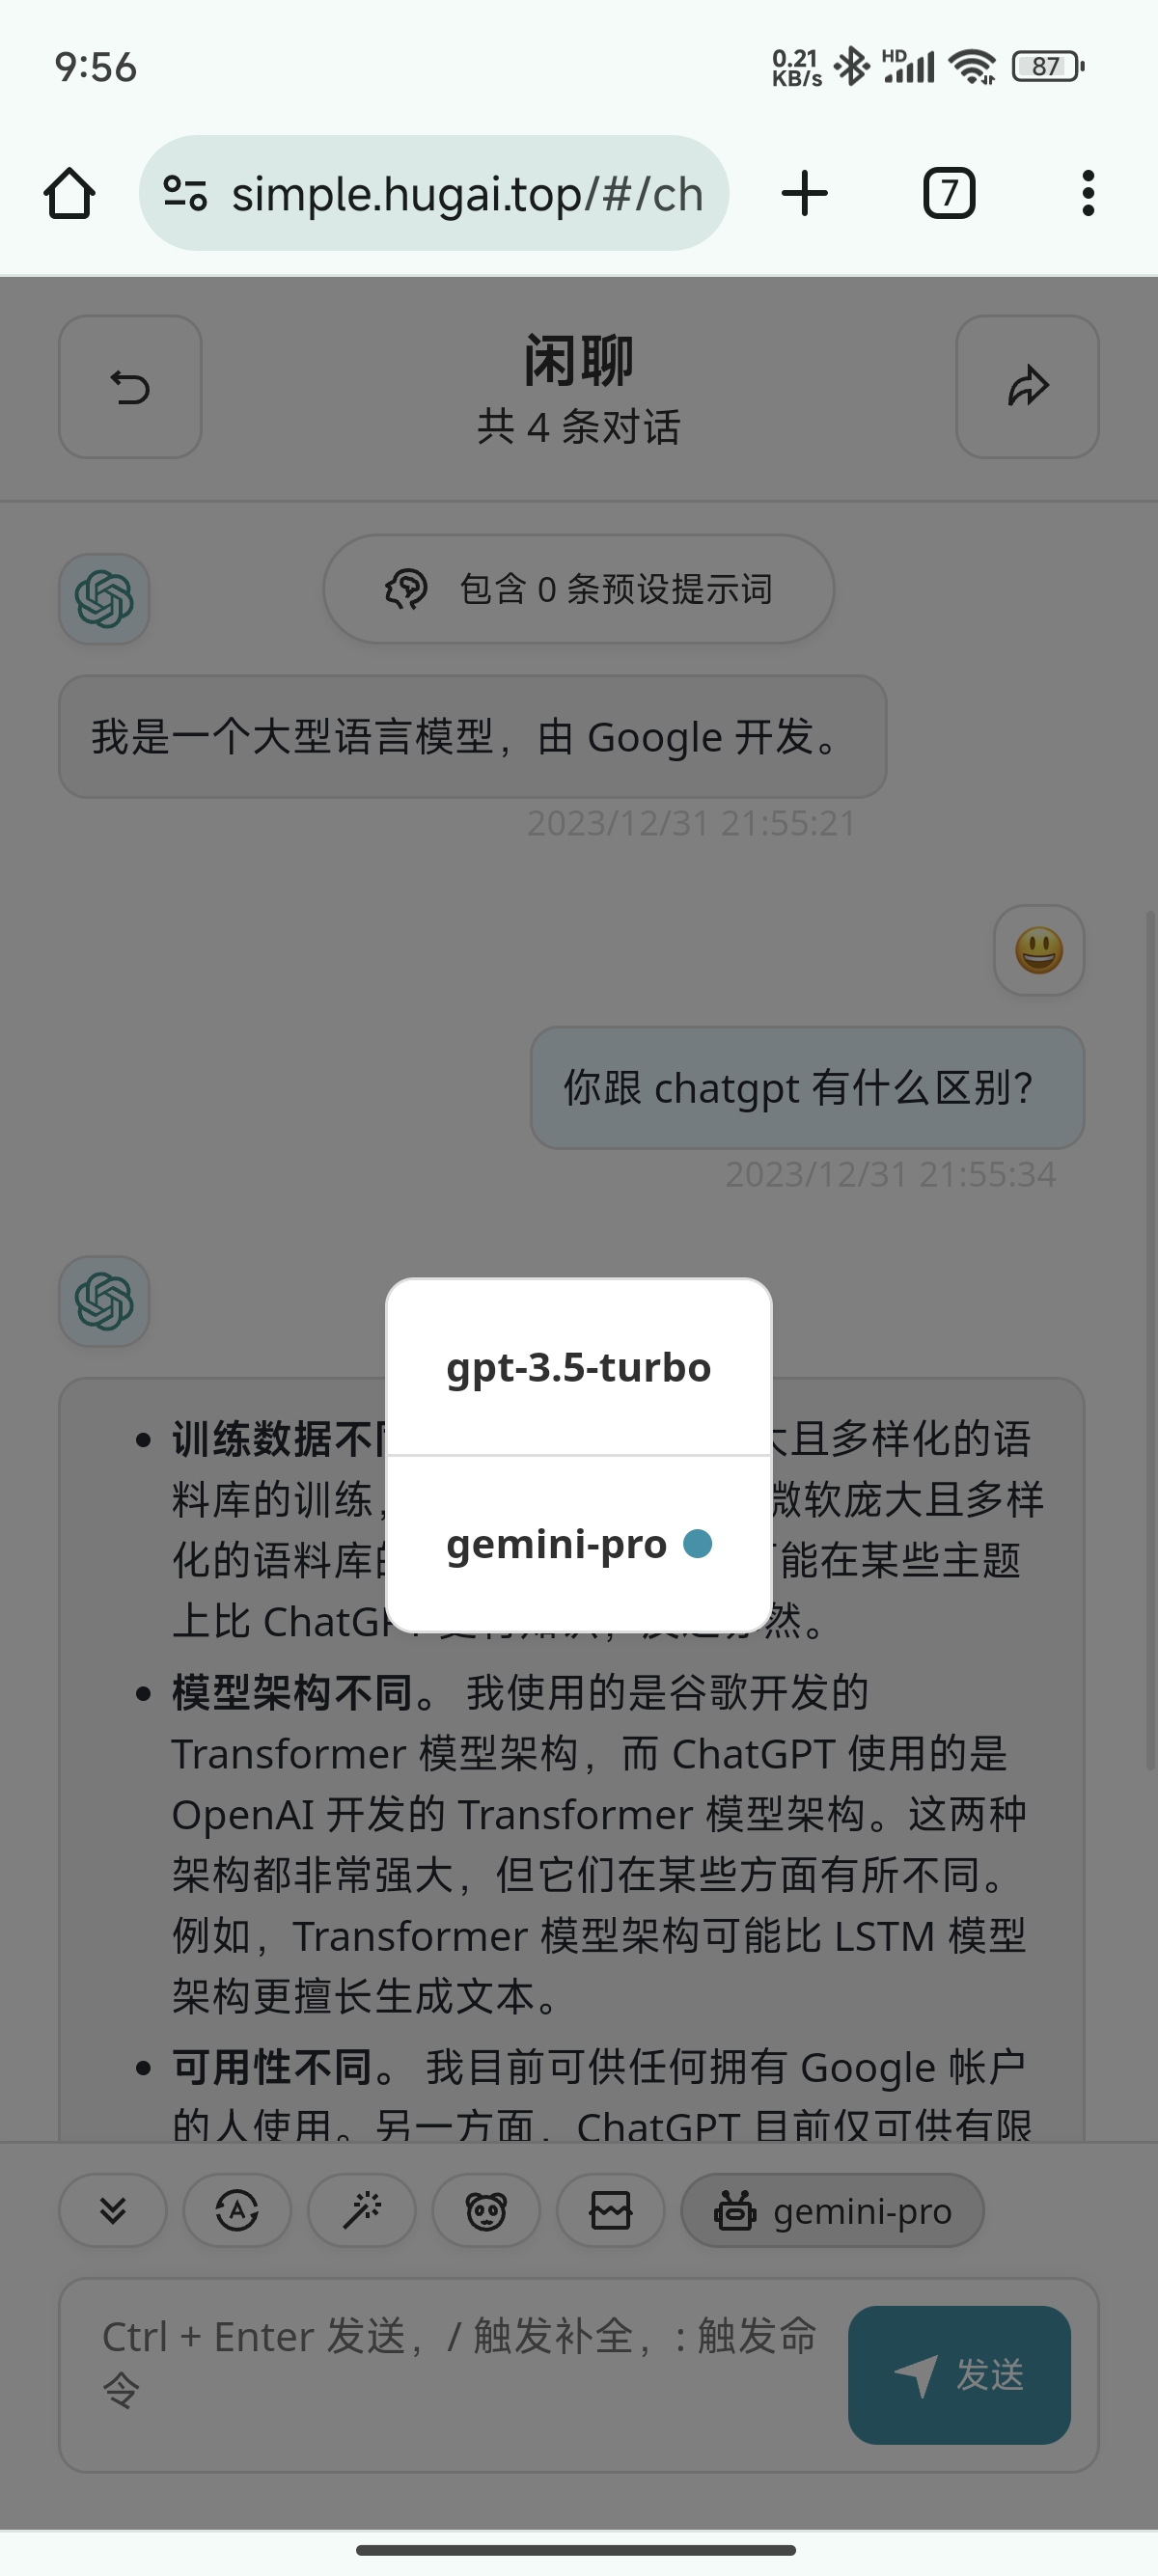 9:56
0.21
KB/s
HD
87
simple.hugai.top/#/ch
7
闲聊
共 4 条对话
包含 0 条预设提示词
我是一个大型语言模型，由 Google 开发。
2023/12/31 21:55:21
你跟 chatgpt 有什么区别？
2023/12/31 21:55:34
gpt-3.5-turbo
gemini-pro
训练数据不 且多样化的语
料库的训练， 微软庞大且多样
化的语料库 能在某些主题
上比 ChatGPT 然。
模型架构不同。 我使用的是谷歌开发的
Transformer 模型架构，而 ChatGPT 使用的是
OpenAI 开发的 Transformer 模型架构。这两种
架构都非常强大，但它们在某些方面有所不同。
例如，Transformer 模型架构可能比 LSTM 模型
架构更擅长生成文本。
可用性不同。 我目前可供任何拥有 Google 帐户
的人使用。另一方面，ChatGPT 目前仅可供有限
gemini-pro
Ctrl + Enter 发送，/ 触发补全，: 触发命
令
发送